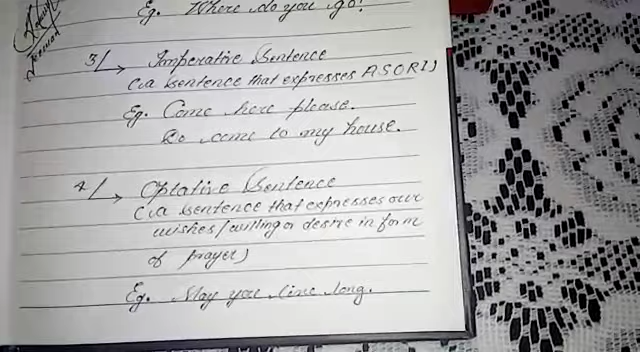 Eg. Where do you go?
3/→ Imperative Sentence
(a sentence that expresses ASORI)
Eg. Come here please.
Do come to my house.
4/→ Optative Sentence
(a sentence that expresses our
wishes/willing or desire in form
of prayer)
Eg. May you live long.